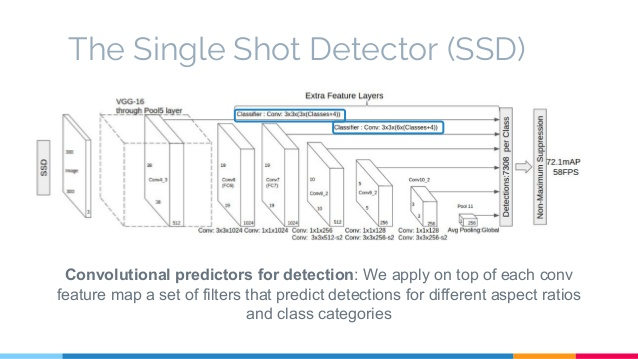 The Single Shot Detector (SSD)
Extra Feature Layers
VGG-16
through Pool5 layer
Classifier : Conv: 3x3x(3x(Classes+4))
Classifier : Conv: 3x3x(6x(Classes+4))
SSD
300
Image
300
3
38
Conv4_3
38
512
19
Conv6
(FC6)
19
1024
19
Conv7
(FC7)
19
1024
10
Conv8_2
10
512
5
Conv9_2
5
256
Conv10_2
3
256
Pool 11
256
Conv: 3x3x1024
Conv: 1x1x1024
Conv: 1x1x256
Conv: 3x3x512-s2
Conv: 1x1x128
Conv: 3x3x256-s2
Conv: 1x1x128
Conv: 3x3x256-s2
Avg Pooling:Global
Detections:7308 per Class
Non-Maximum Suppression
72.1mAP
58FPS
Convolutional predictors for detection: We apply on top of each conv
feature map a set of filters that predict detections for different aspect ratios
and class categories